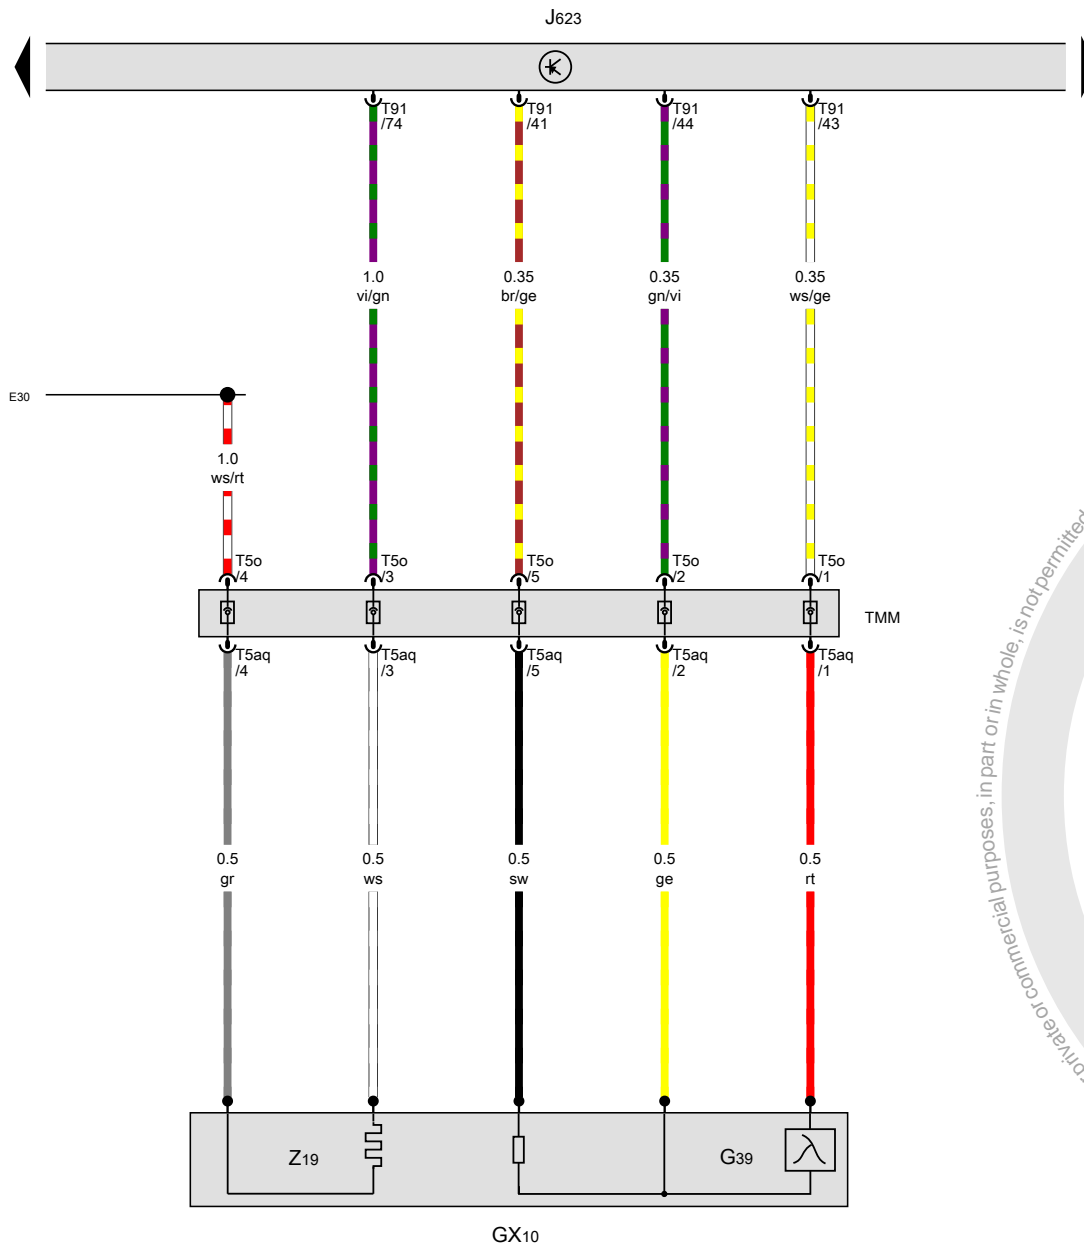 J623
T91
/74
T91
/41
T91
/44
T91
/43
1.0
vi/gn
0.35
br/ge
0.35
gn/vi
0.35
ws/ge
E30
1.0
ws/rt
T5o
/4
T5o
/3
T5o
/5
T5o
/2
T5o
/1
TMM
T5aq
/4
T5aq
/3
T5aq
/5
T5aq
/2
T5aq
/1
0.5
gr
0.5
ws
0.5
sw
0.5
ge
0.5
rt
Z19
G39
GX10
private or commercial purposes, in part or in whole, is not permitted